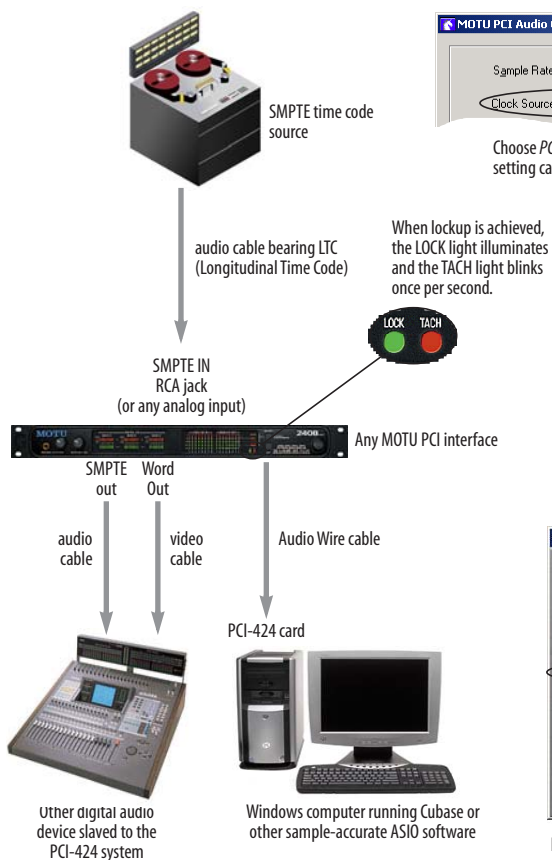 MOTU PCI Audio
Sample Rate
Clock Source
SMPTE time code
source
setting
When lockup is achieved,
the LOCK light illuminates
and the TACH light blinks
once per second.
audio cable bearing LTC
(Longitudinal Time Code)
LOCK TACH
SMPTE IN
RCA jack
(or any analog input)
MOTU
2408
Any MOTU PCI interface
SMPTE
out
Word
Out
audio
cable
video
cable
Audio Wire cable
PCI-424 card
Other digital audio
device slaved to the
PCI-424 system
Windows computer running Cubase or
other sample-accurate ASIO software